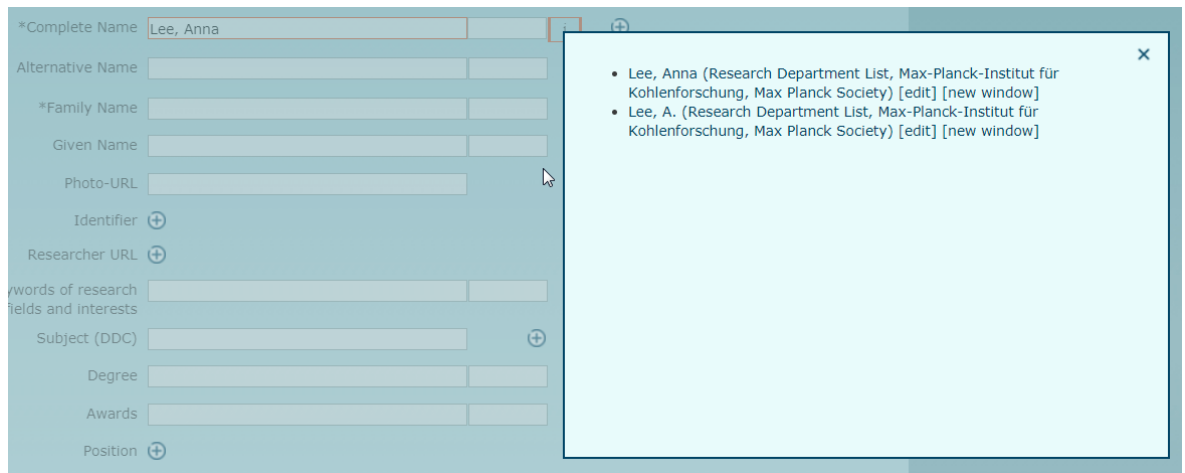 *Complete Name Lee, Anna i
Alternative Name
*Family Name
Given Name
Photo-URL
Identifier
Researcher URL
ywords of research
fields and interests
Subject (DDC)
Degree
Awards
Position
×
• Lee, Anna (Research Department List, Max-Planck-Institut für
Kohlenforschung, Max Planck Society) [edit] [new window]
• Lee, A. (Research Department List, Max-Planck-Institut für
Kohlenforschung, Max Planck Society) [edit] [new window]